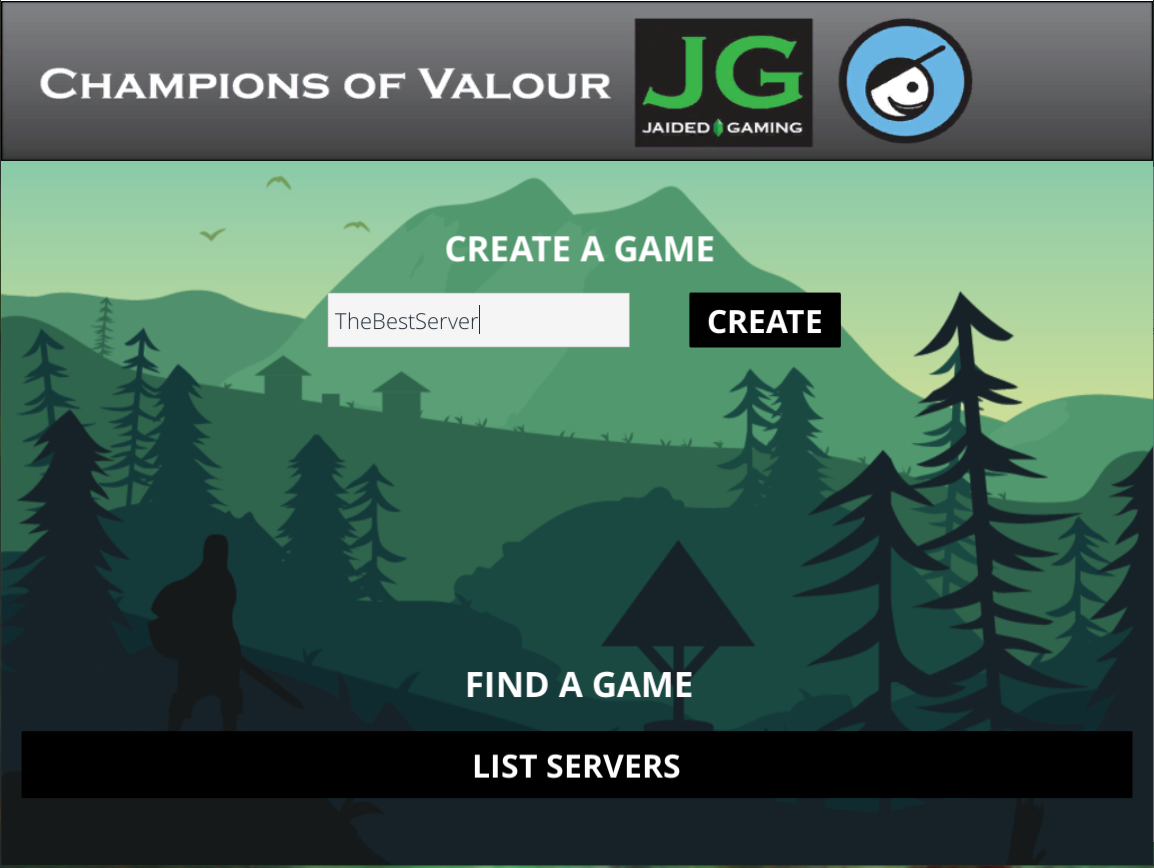 CHAMPIONS OF VALOUR
JG
JAIDED GAMING
CREATE A GAME
TheBestServer
CREATE
FIND A GAME
LIST SERVERS